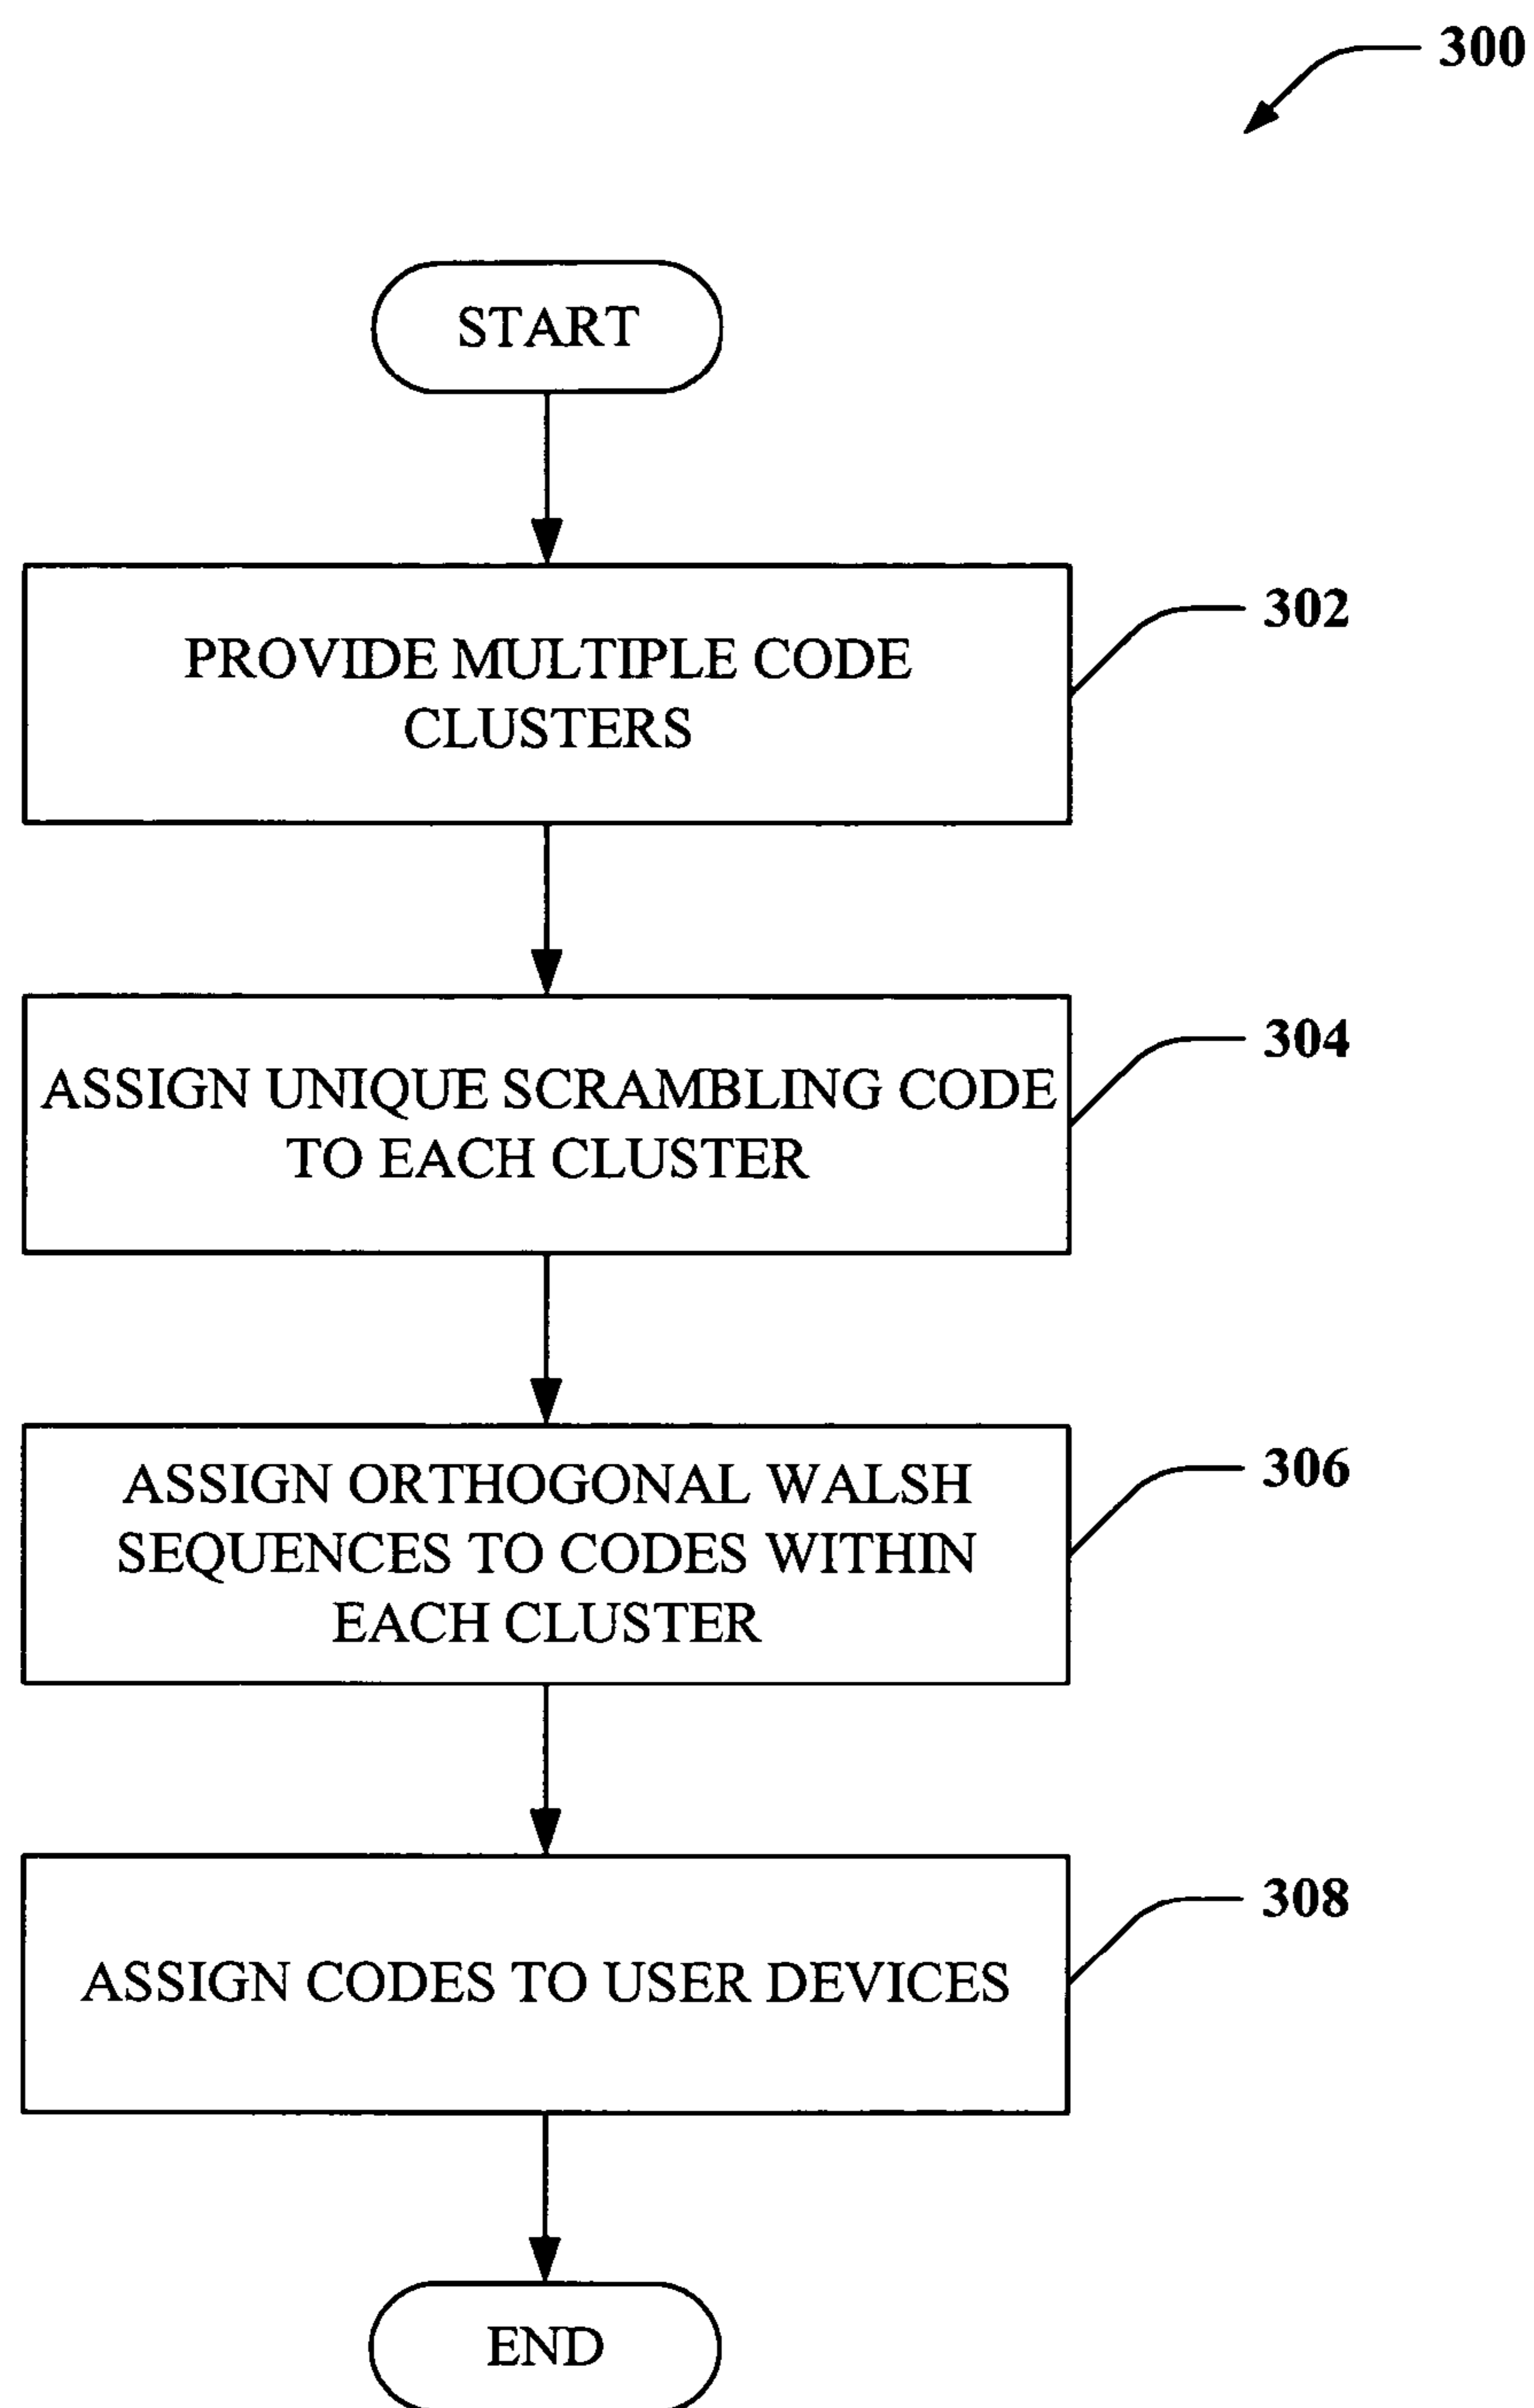 300
START
PROVIDE MULTIPLE CODE
CLUSTERS
302
ASSIGN UNIQUE SCRAMBLING CODE
TO EACH CLUSTER
304
ASSIGN ORTHOGONAL WALSH
SEQUENCES TO CODES WITHIN
EACH CLUSTER
306
ASSIGN CODES TO USER DEVICES
308
END